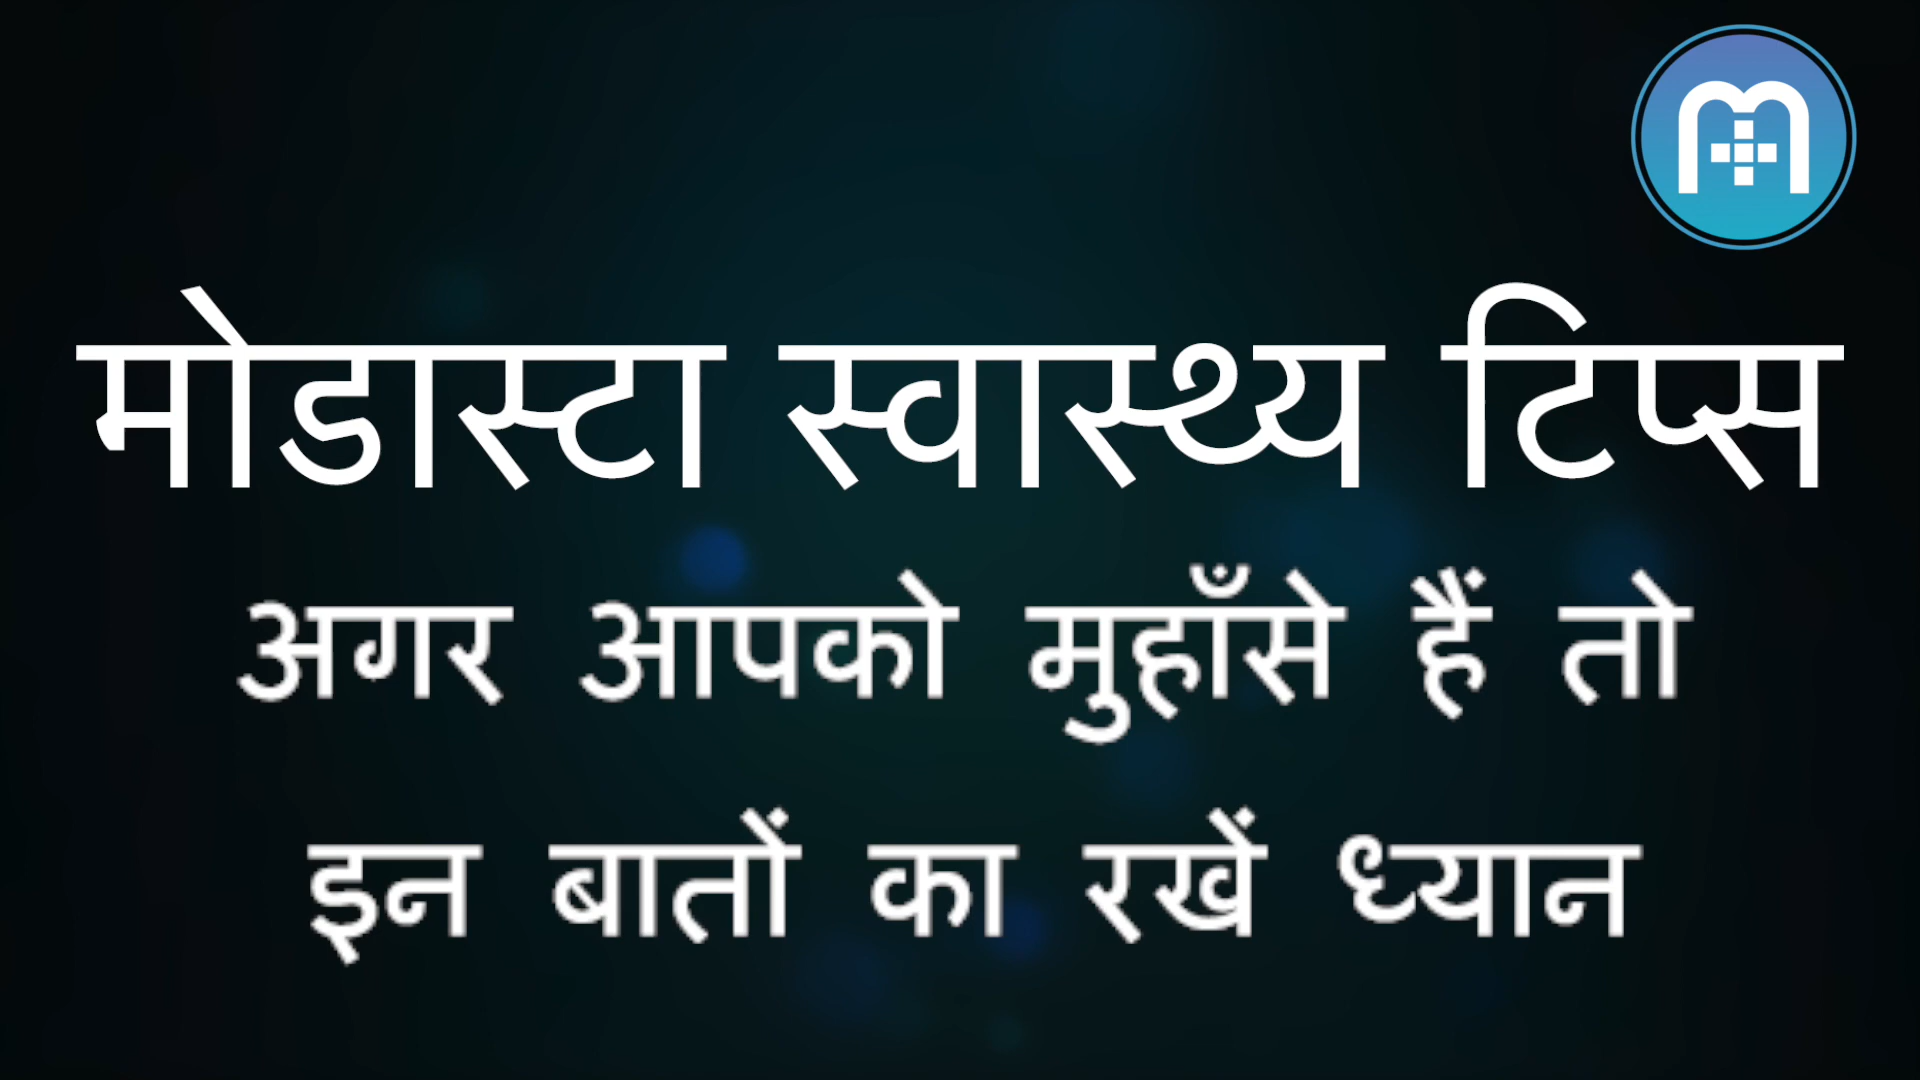 मोडास्टा स्वास्थ्य टिप्स
अगर आपको मुहाँसे हैं तो
इन बातों का रखें ध्यान